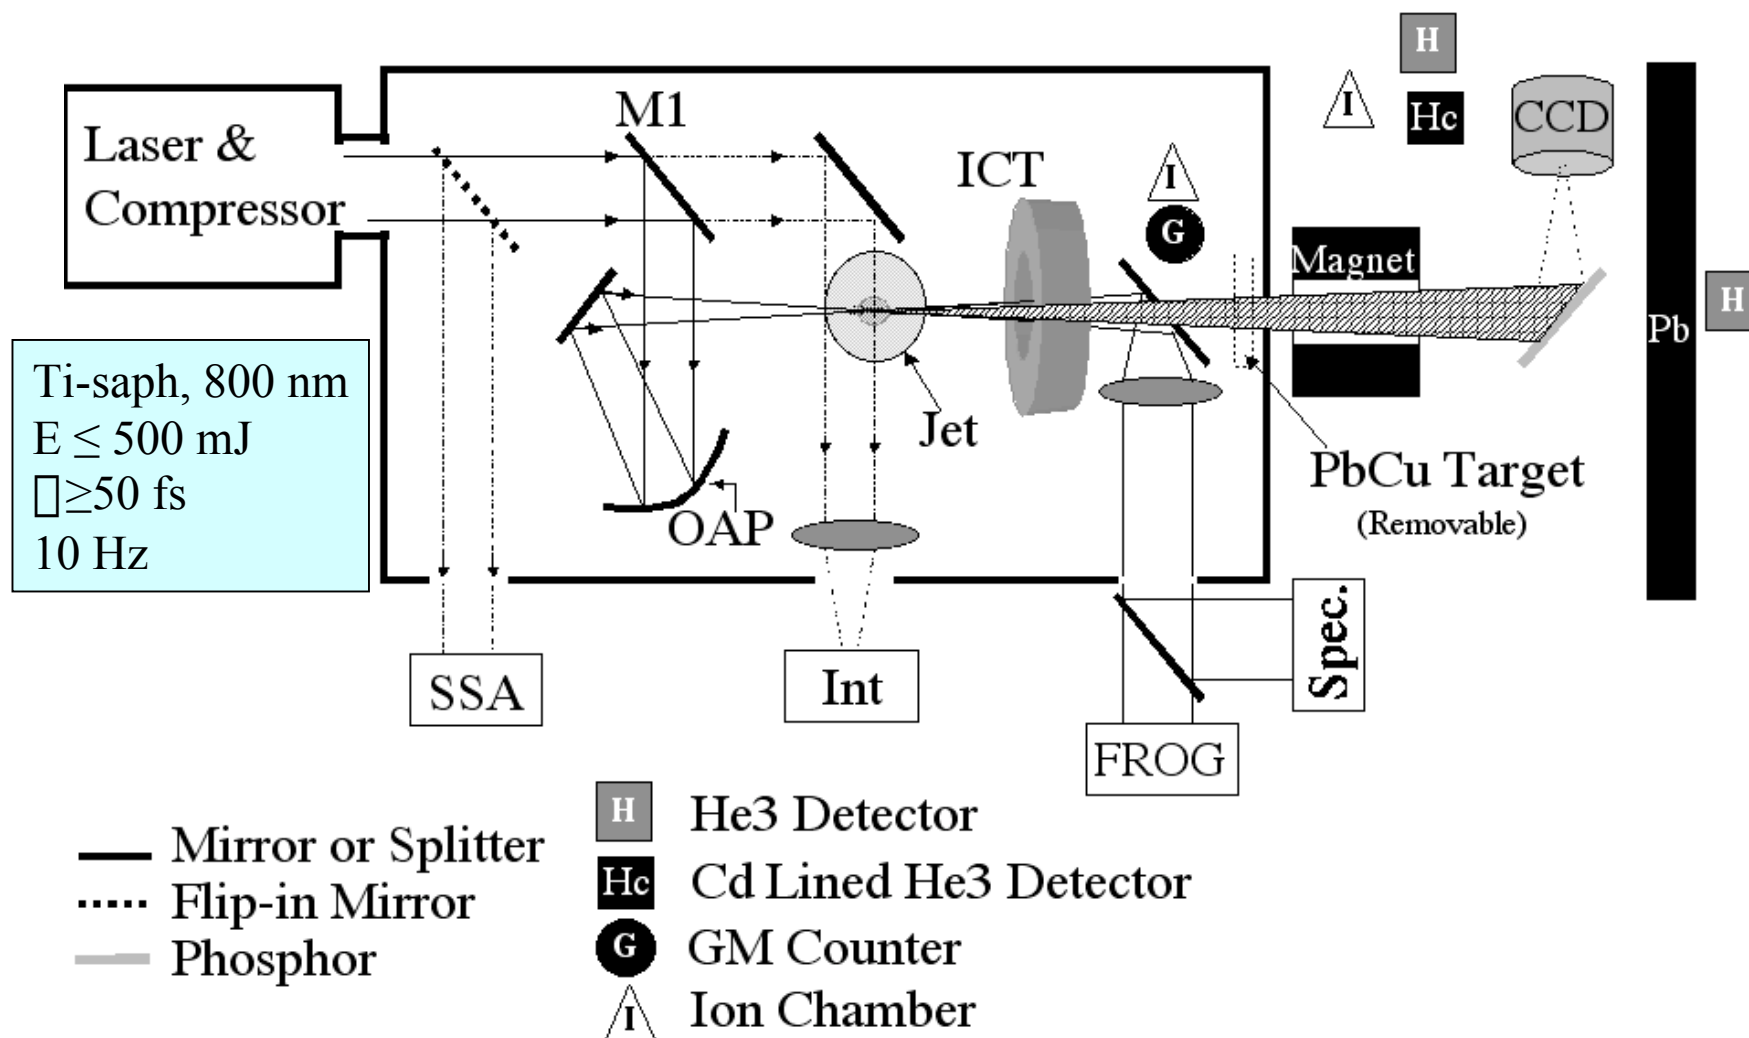 Laser &
Compressor
M1
ICT
I
G
I
H
Hc
CCD
Magnet
Pb
H
Jet
OAP
PbCu Target
(Removable)
Ti-saph, 800 nm
E ≤ 500 mJ
□≥50 fs
10 Hz
SSA
Int
Spec.
FROG
Mirror or Splitter
Flip-in Mirror
Phosphor
H He3 Detector
Hc Cd Lined He3 Detector
G GM Counter
I Ion Chamber